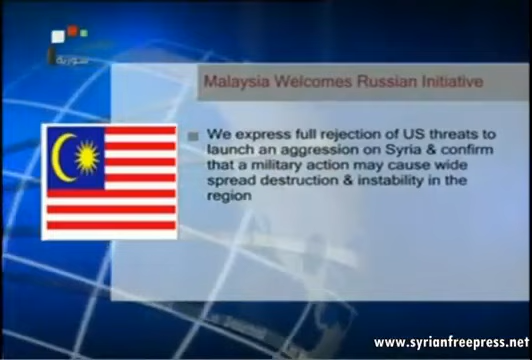 سورية
Malaysia Welcomes Russian Initiative
We express full rejection of US threats to
launch an aggression on Syria & confirm
that a military action may cause wide
spread destruction & instability in the
region
www.syrianfreepress.net